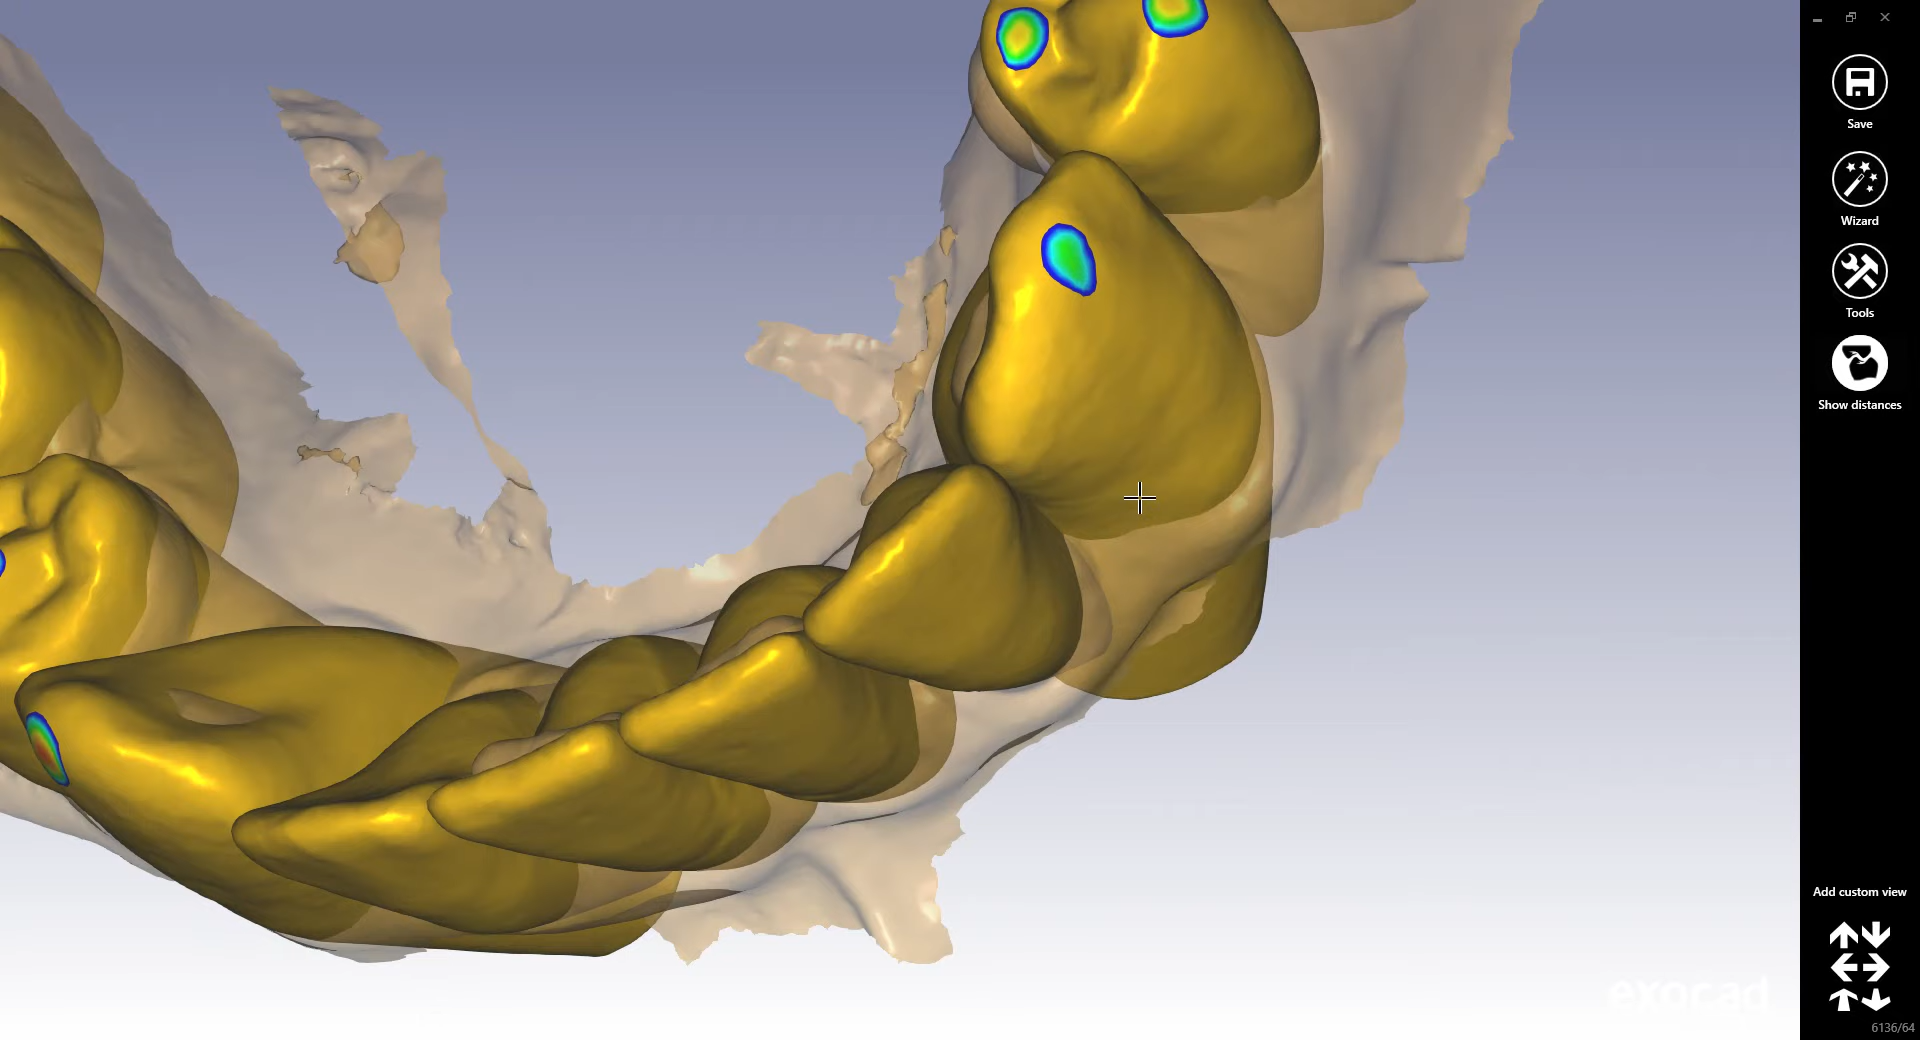 Save
Wizard
Tools
Show distances
Add custom view
exocad
6136/64